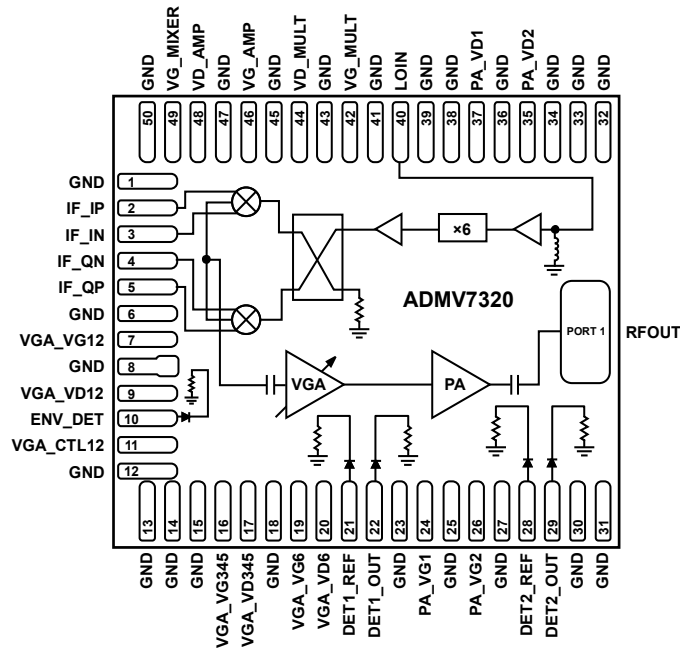 GND
VG_MIXER
VD_AMP
GND
VG_AMP
GND
VD_MULT
GND
VG_MULT
GND
LOIN
GND
GND
PA_VD1
GND
PA_VD2
GND
GND
GND
50
49
48
47
46
45
44
43
42
41
40
39
38
37
36
35
34
33
32
GND 1
IF_IP 2
IF_IN 3
IF_QN 4
IF_QP 5
GND 6
VGA_VG12 7
GND 8
VGA_VD12 9
ENV_DET 10
VGA_CTL12 11
GND 12
×6
ADMV7320
PORT 1
RFOUT
VGA
PA
13
14
15
16
17
18
19
20
21
22
23
24
25
26
27
28
29
30
31
GND
GND
GND
VGA_VG345
VGA_VD345
GND
VGA_VG6
VGA_VD6
DET1_REF
DET1_OUT
GND
PA_VG1
GND
PA_VG2
GND
DET2_REF
DET2_OUT
GND
GND